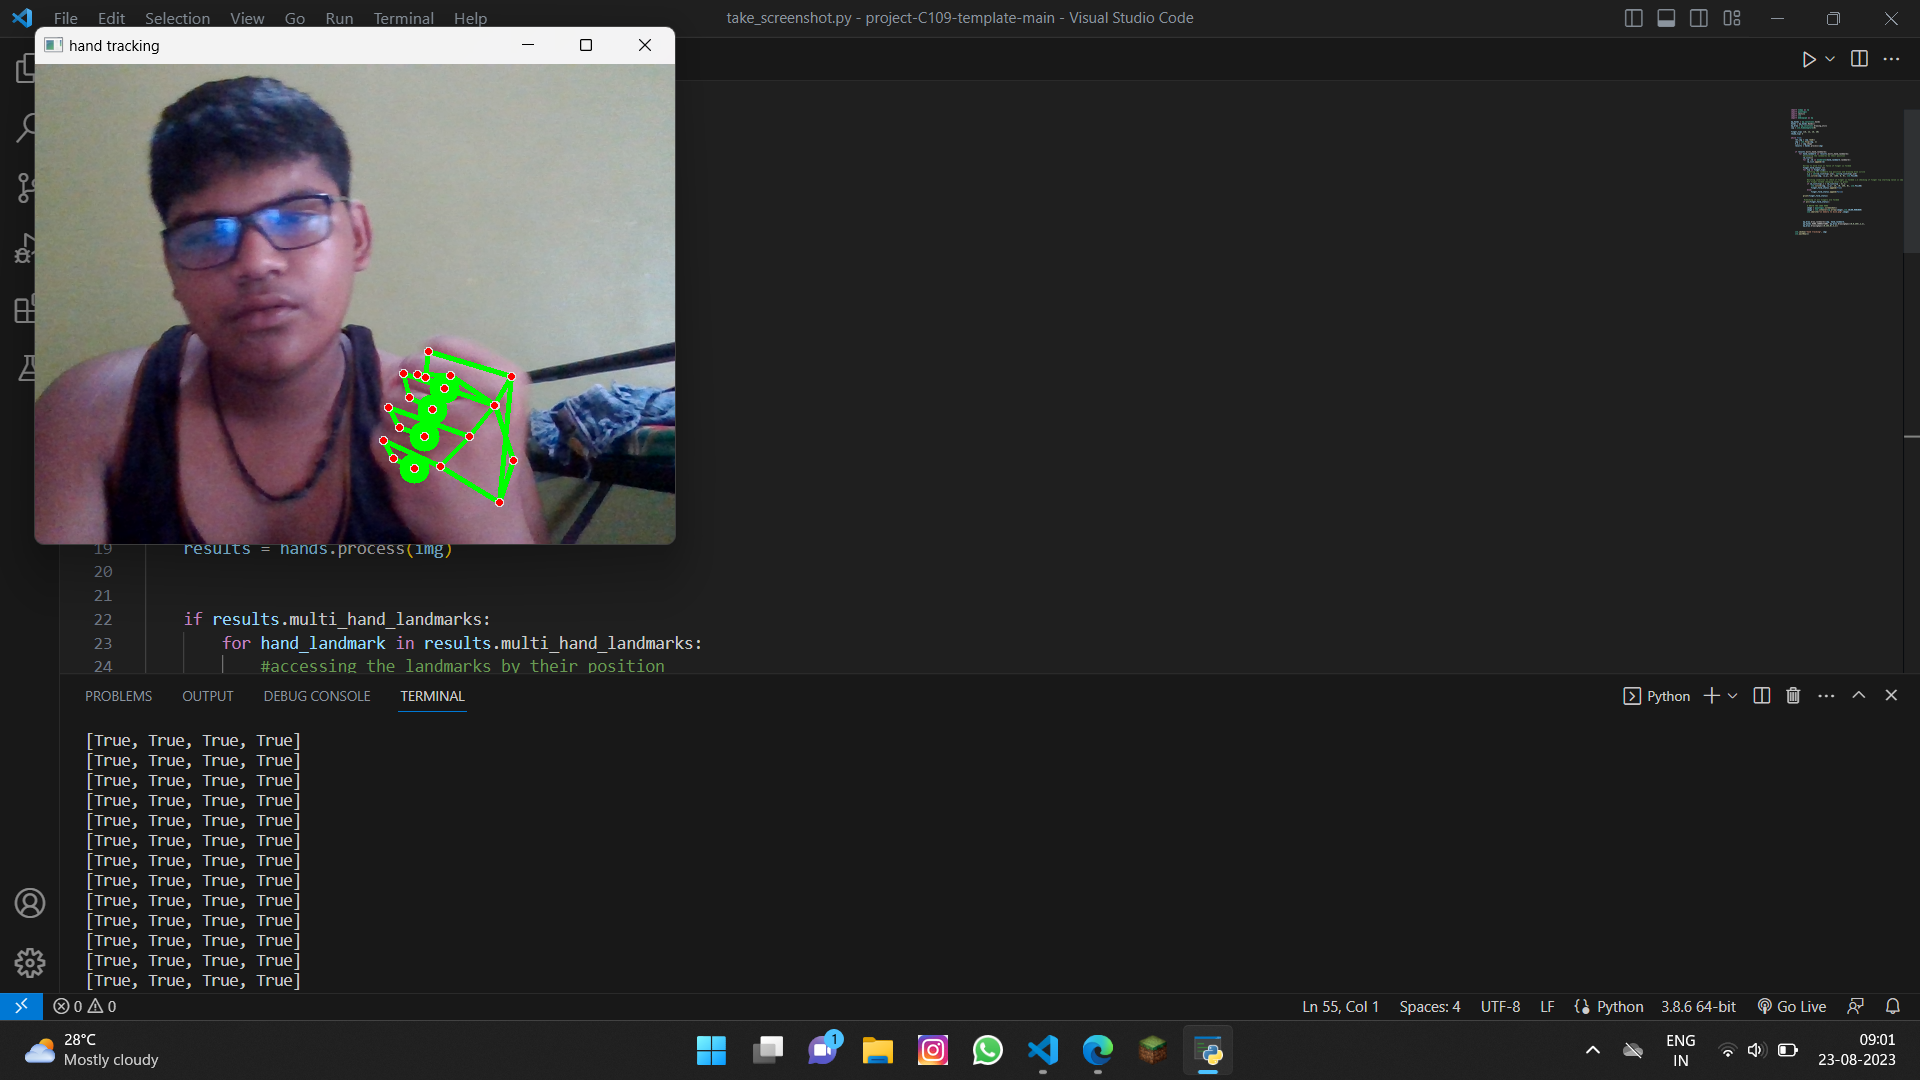 File Edit Selection View Go Run Terminal Help
take_screenshot.py - project-C109-template-main - Visual Studio Code
hand tracking
19 results = hands.process(img)
20
21
22 if results.multi_hand_landmarks:
23 for hand_landmark in results.multi_hand_landmarks:
24 #accessing the landmarks by their position
PROBLEMS OUTPUT DEBUG CONSOLE TERMINAL
Python
[True, True, True, True]
[True, True, True, True]
[True, True, True, True]
[True, True, True, True]
[True, True, True, True]
[True, True, True, True]
[True, True, True, True]
[True, True, True, True]
[True, True, True, True]
[True, True, True, True]
[True, True, True, True]
[True, True, True, True]
[True, True, True, True]
0 0
Ln 55, Col 1 Spaces: 4 UTF-8 LF Python 3.8.6 64-bit Go Live
28°C
Mostly cloudy
1
ENG
IN
09:01
23-08-2023